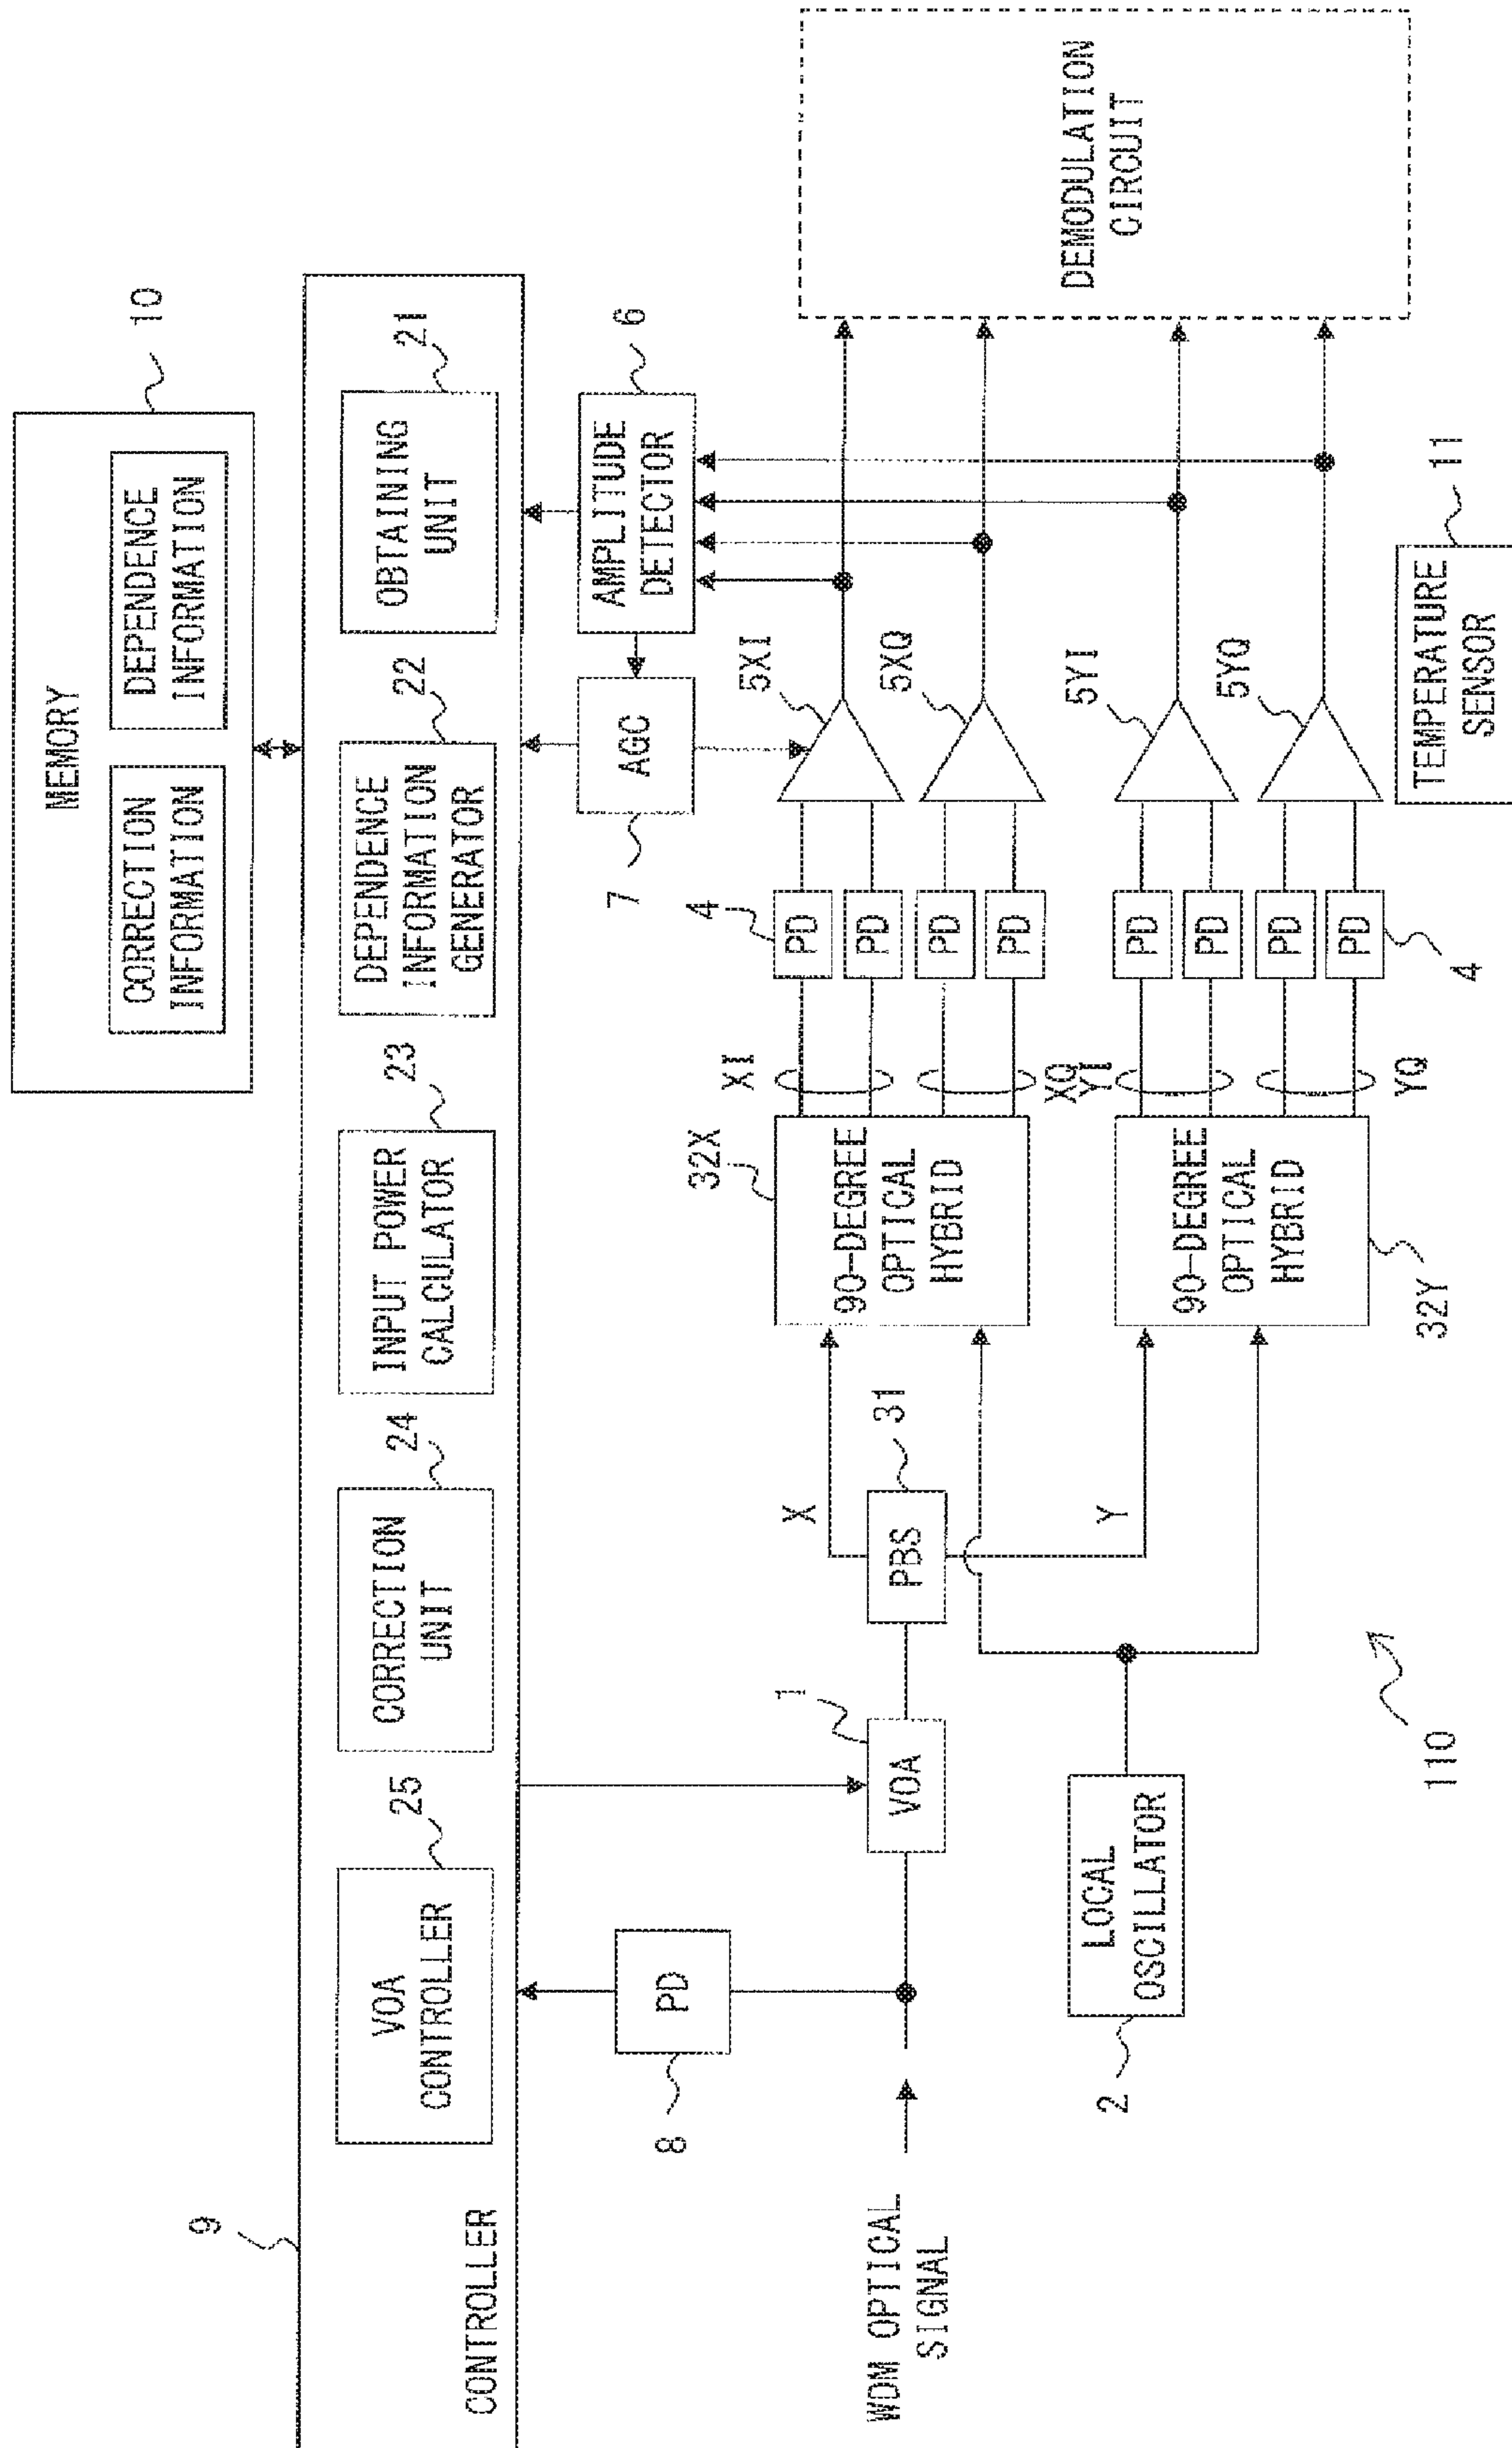 MEMORY
10
CORRECTION
INFORMATION
DEPENDENCE
INFORMATION
9
CONTROLLER
VOA
CONTROLLER
25
CORRECTION
UNIT
24
INPUT POWER
CALCULATOR
23
DEPENDENCE
INFORMATION
GENERATOR
22
OBTAINING
UNIT
21
8
PD
7
AGC
AMPLITUDE
DETECTOR
6
WDM OPTICAL
SIGNAL
VOA
1
PBS
31
X
Y
32X
90-DEGREE
OPTICAL
HYBRID
XI
XQ
4
PD
PD
PD
PD
5XI
5XQ
2
LOCAL
OSCILLATOR
90-DEGREE
OPTICAL
HYBRID
32Y
YI
YQ
PD
PD
PD
PD
4
5YI
5YQ
TEMPERATURE
SENSOR
11
DEMODULATION
CIRCUIT
110